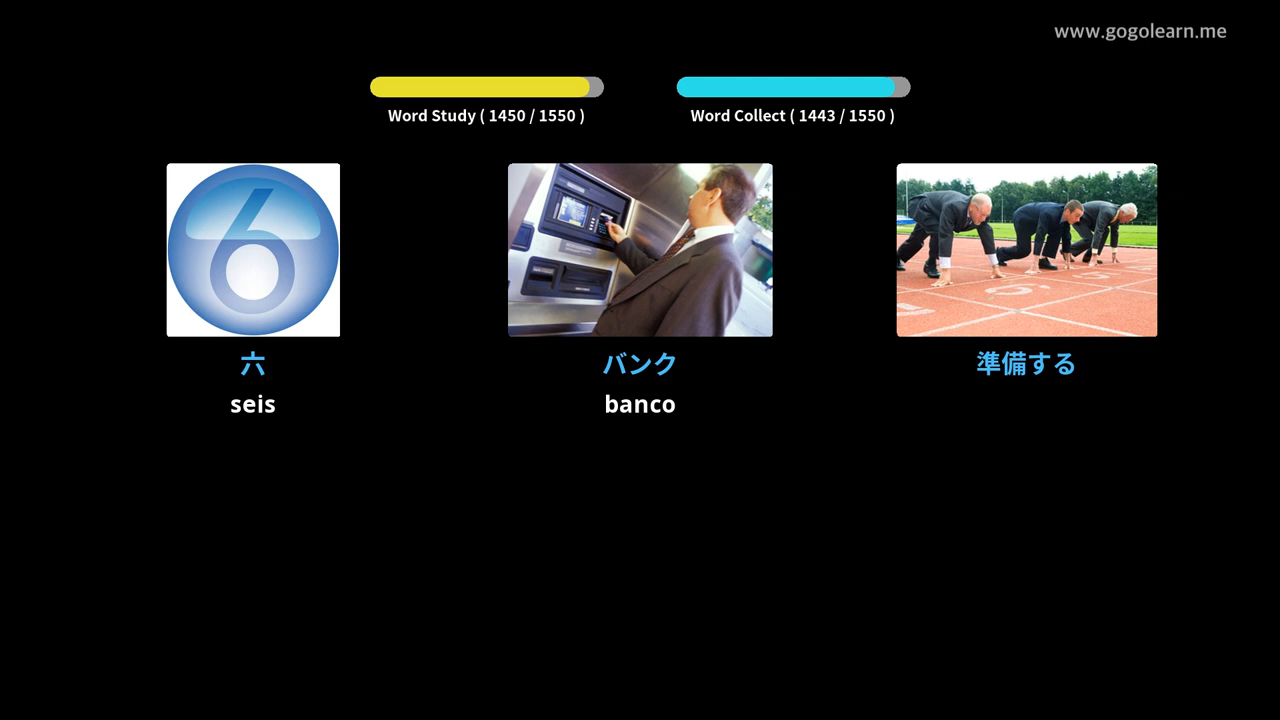 www.gogolearn.me
Word Study ( 1450 / 1550 )
Word Collect ( 1443 / 1550 )
6
六
バンク
準備する
seis
banco